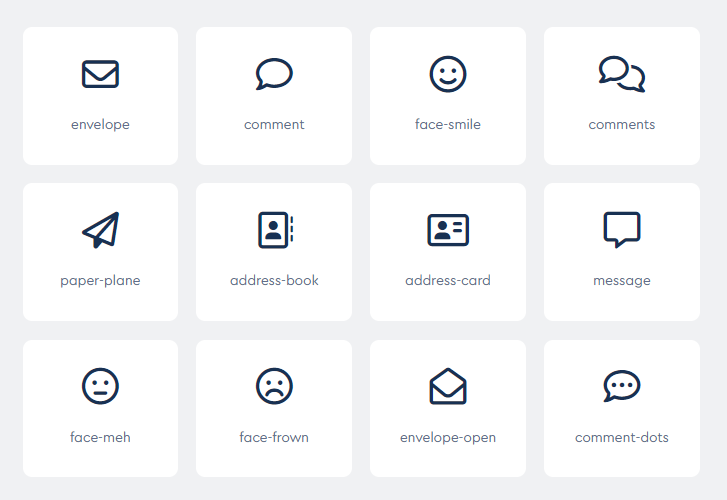 envelope
comment
face-smile
comments
paper-plane
address-book
address-card
message
face-meh
face-frown
envelope-open
comment-dots